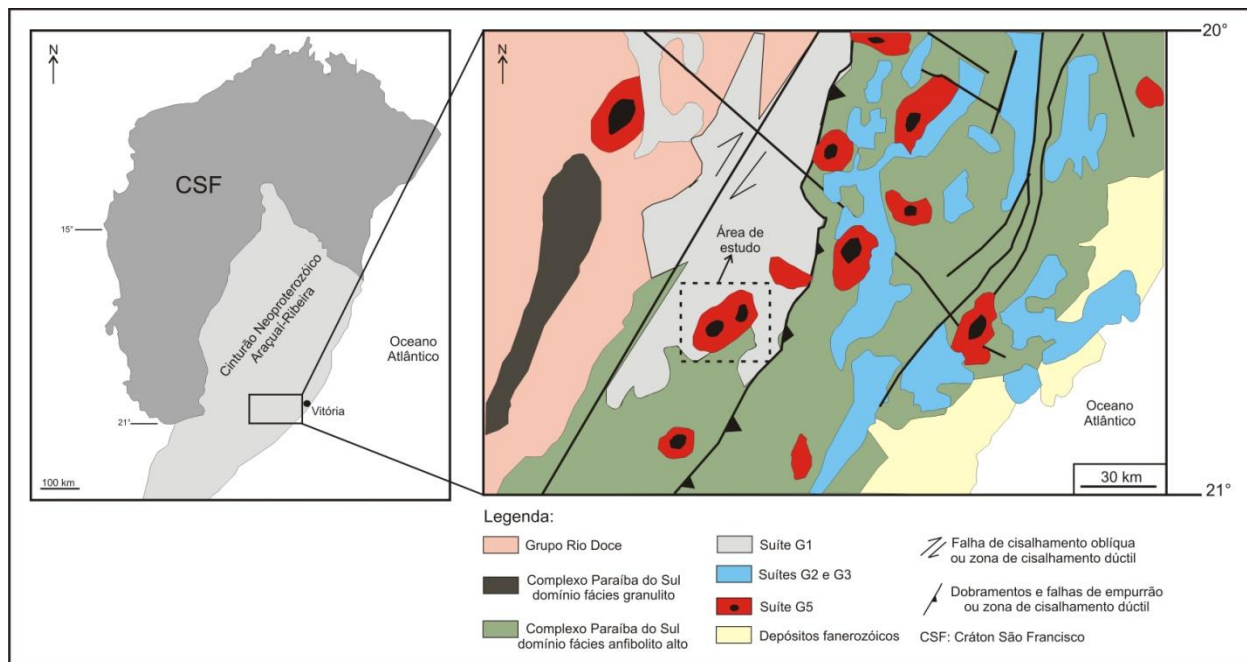 N
CSF
15°
Cinturão Neoproterozóico
Araçuaí-Ribeira
Oceano
Atlântico
Vitória
21°
100 km
N
20°
Área de
estudo
Oceano
Atlântico
30 km
21°
Legenda:
Grupo Rio Doce
Complexo Paraíba do Sul
domínio fácies granulito
Complexo Paraíba do Sul
domínio fácies anfibolito alto
Suíte G1
Suítes G2 e G3
Suíte G5
Depósitos fanerozóicos
Falha de cisalhamento oblíqua
ou zona de cisalhamento dúctil
Dobramentos e falhas de empurrão
ou zona de cisalhamento dúctil
CSF: Cráton São Francisco